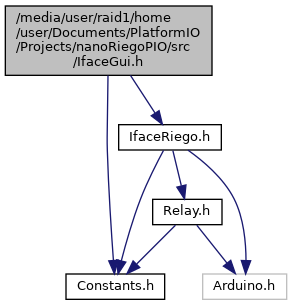 /media/user/raid1/home
/user/Documents/PlatformIO
/Projects/nanoRiegoPIO/src
/IfaceGui.h
IfaceRiego.h
Relay.h
Constants.h
Arduino.h